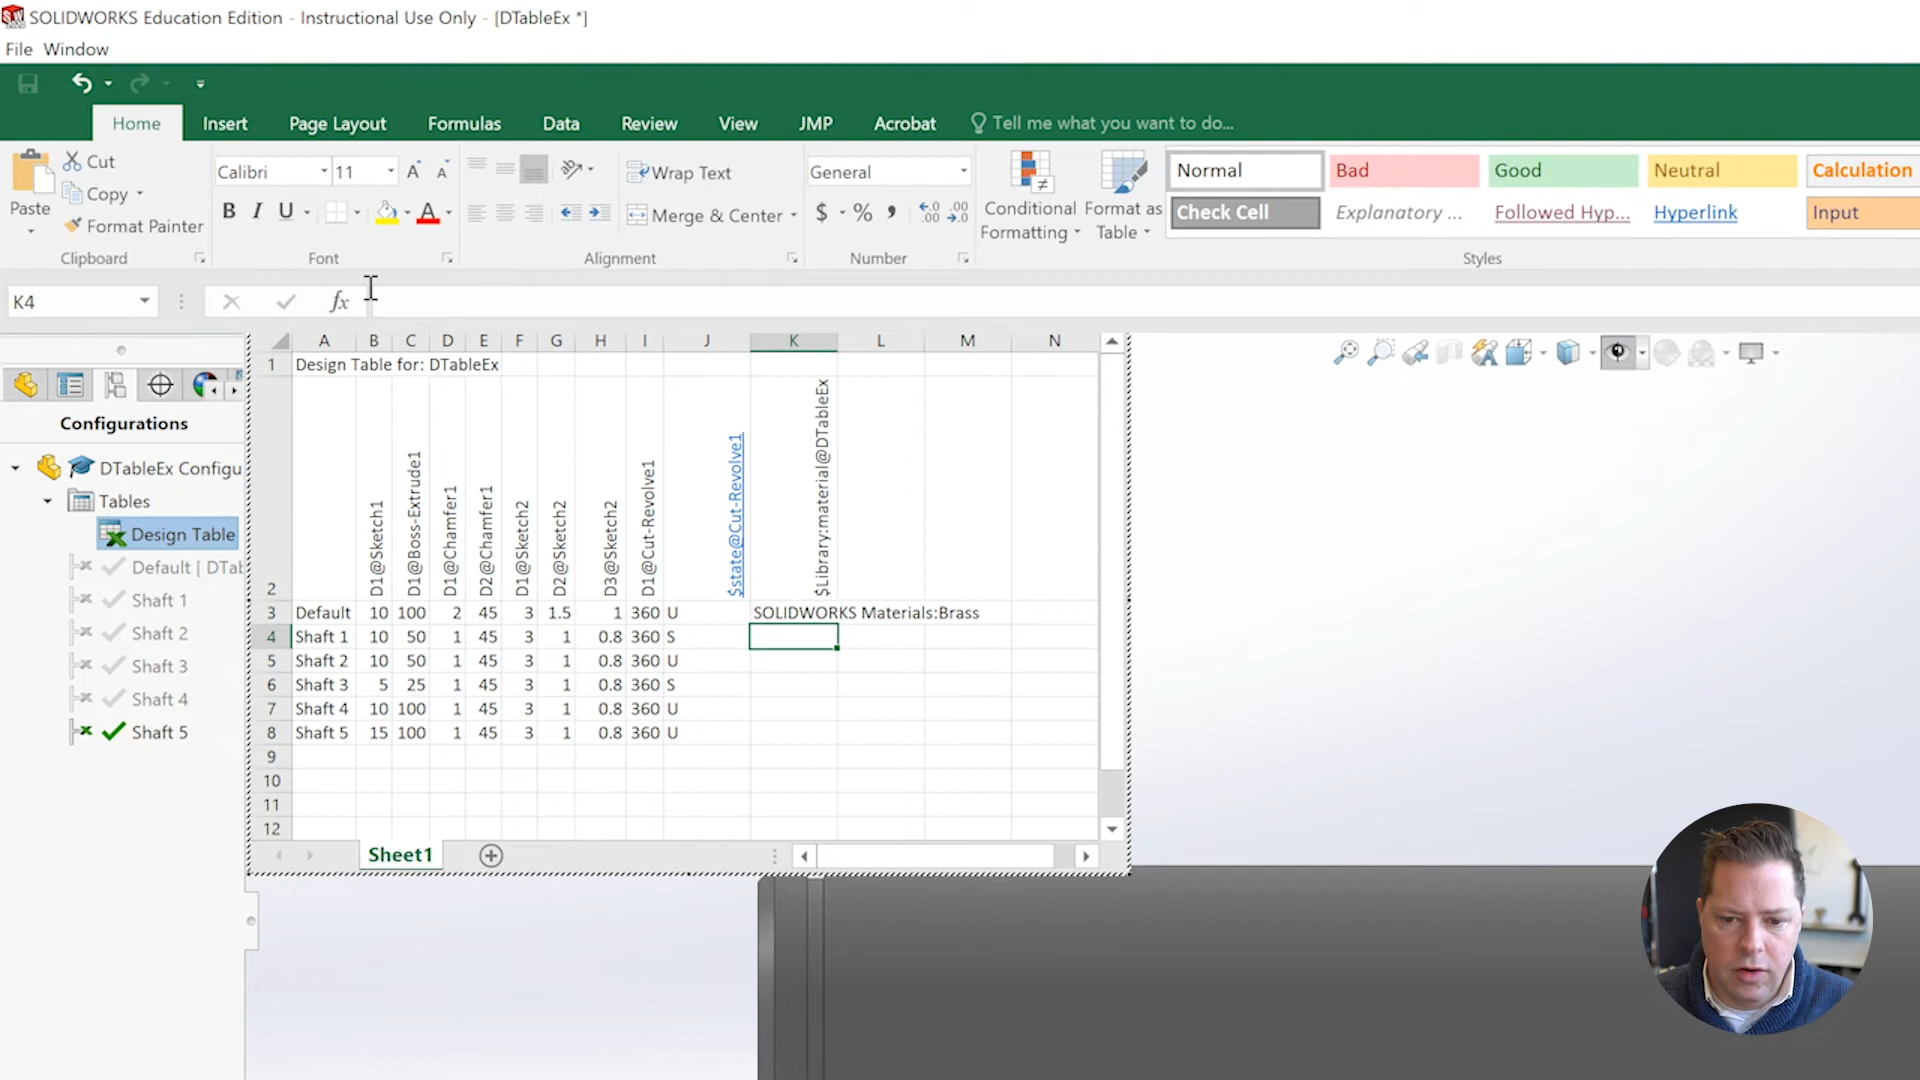 SOLIDWORKS Education Edition - Instructional Use Only - [DTableEx *]
File Window
Home Insert Page Layout Formulas Data Review View JMP Acrobat Tell me what you want to do...
Cut Calibri 11 Wrap Text General Normal Bad Good Neutral Calculation
Copy
Paste B I U Merge & Center $ % , Conditional Formatting Format as Table Check Cell Explanatory ... Followed Hyp... Hyperlink Input
Format Painter
Clipboard Font Alignment Number Styles
K4 fx
A B C D E F G H I J K L M N
1 Design Table for: DTableEx
2 D1@Sketch1 D1@Boss-Extrude1 D1@Chamfer1 D2@Chamfer1 D1@Sketch2 D2@Sketch2 D3@Sketch2 D1@Cut-Revolve1 $state@Cut-Revolve1 $Library:material@DTableEx
3 Default 10 100 2 45 3 1.5 1 360 U SOLIDWORKS Materials:Brass
4 Shaft 1 10 50 1 45 3 1 0.8 360 S
5 Shaft 2 10 50 1 45 3 1 0.8 360 U
6 Shaft 3 5 25 1 45 3 1 0.8 360 S
7 Shaft 4 10 100 1 45 3 1 0.8 360 U
8 Shaft 5 15 100 1 45 3 1 0.8 360 U
9
10
11
12
Sheet1
Configurations
DTableEx Configu
Tables
Design Table
Default [ DTab
Shaft 1
Shaft 2
Shaft 3
Shaft 4
Shaft 5